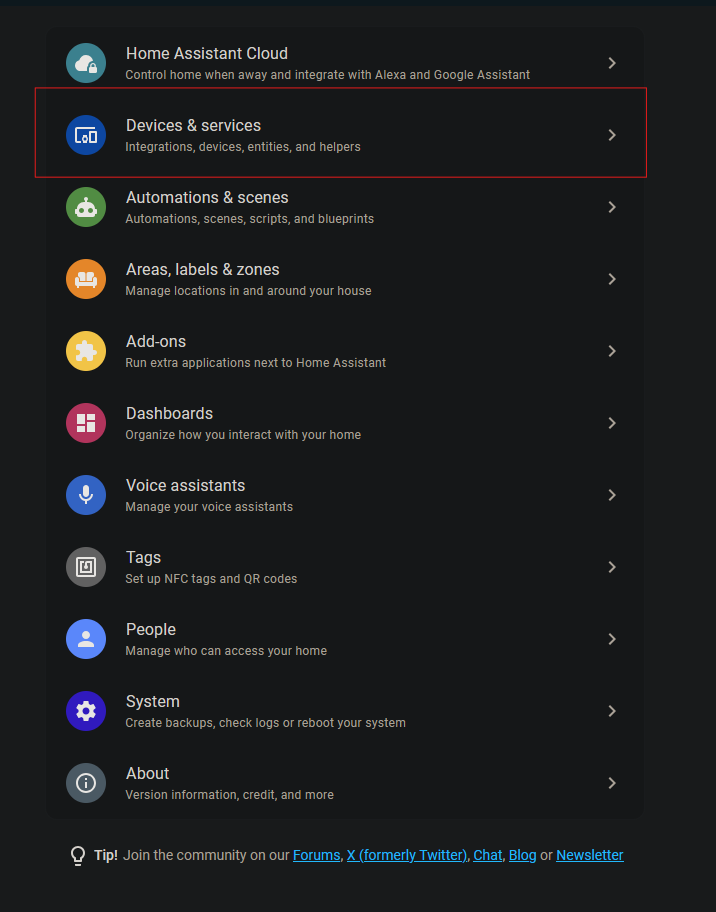 Home Assistant Cloud
Control home when away and integrate with Alexa and Google Assistant
Devices & services
Integrations, devices, entities, and helpers
Automations & scenes
Automations, scenes, scripts, and blueprints
Areas, labels & zones
Manage locations in and around your house
Add-ons
Run extra applications next to Home Assistant
Dashboards
Organize how you interact with your home
Voice assistants
Manage your voice assistants
Tags
Set up NFC tags and QR codes
People
Manage who can access your home
System
Create backups, check logs or reboot your system
About
Version information, credit, and more
Tip! Join the community on our Forums, X (formerly Twitter), Chat, Blog or Newsletter